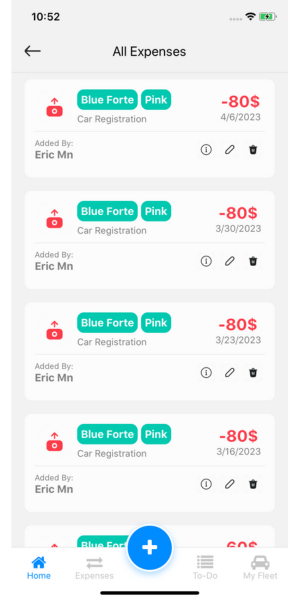 10:52
All Expenses
Blue Forte Pink -80$
Car Registration 4/6/2023
Added By:
Eric Mn
Blue Forte Pink -80$
Car Registration 3/30/2023
Added By:
Eric Mn
Blue Forte Pink -80$
Car Registration 3/23/2023
Added By:
Eric Mn
Blue Forte Pink -80$
Car Registration 3/16/2023
Added By:
Eric Mn
Home Expenses To-Do My Fleet